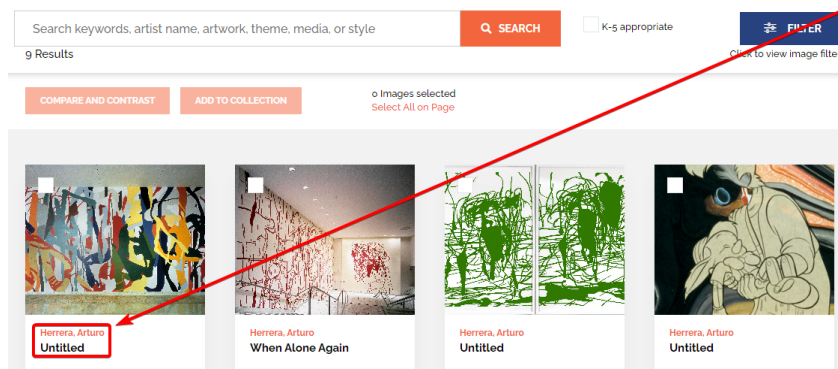 Search keywords, artist name, artwork, theme, media, or style
SEARCH
K-5 appropriate
FILTER
9 Results
Click to view image filte
COMPARE AND CONTRAST
ADD TO COLLECTION
0 Images selected
Select All on Page
Herrera, Arturo
Untitled
Herrera, Arturo
When Alone Again
Herrera, Arturo
Untitled
Herrera, Arturo
Untitled